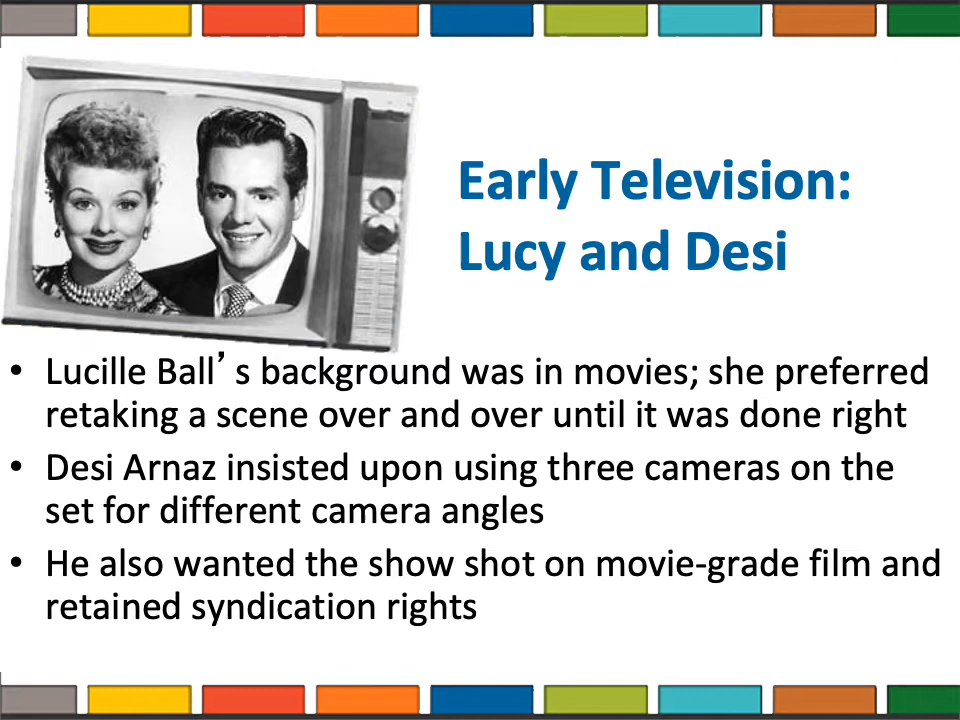 Early Television:
Lucy and Desi
• Lucille Ball’s background was in movies; she preferred
retaking a scene over and over until it was done right
• Desi Arnaz insisted upon using three cameras on the
set for different camera angles
• He also wanted the show shot on movie-grade film and
retained syndication rights